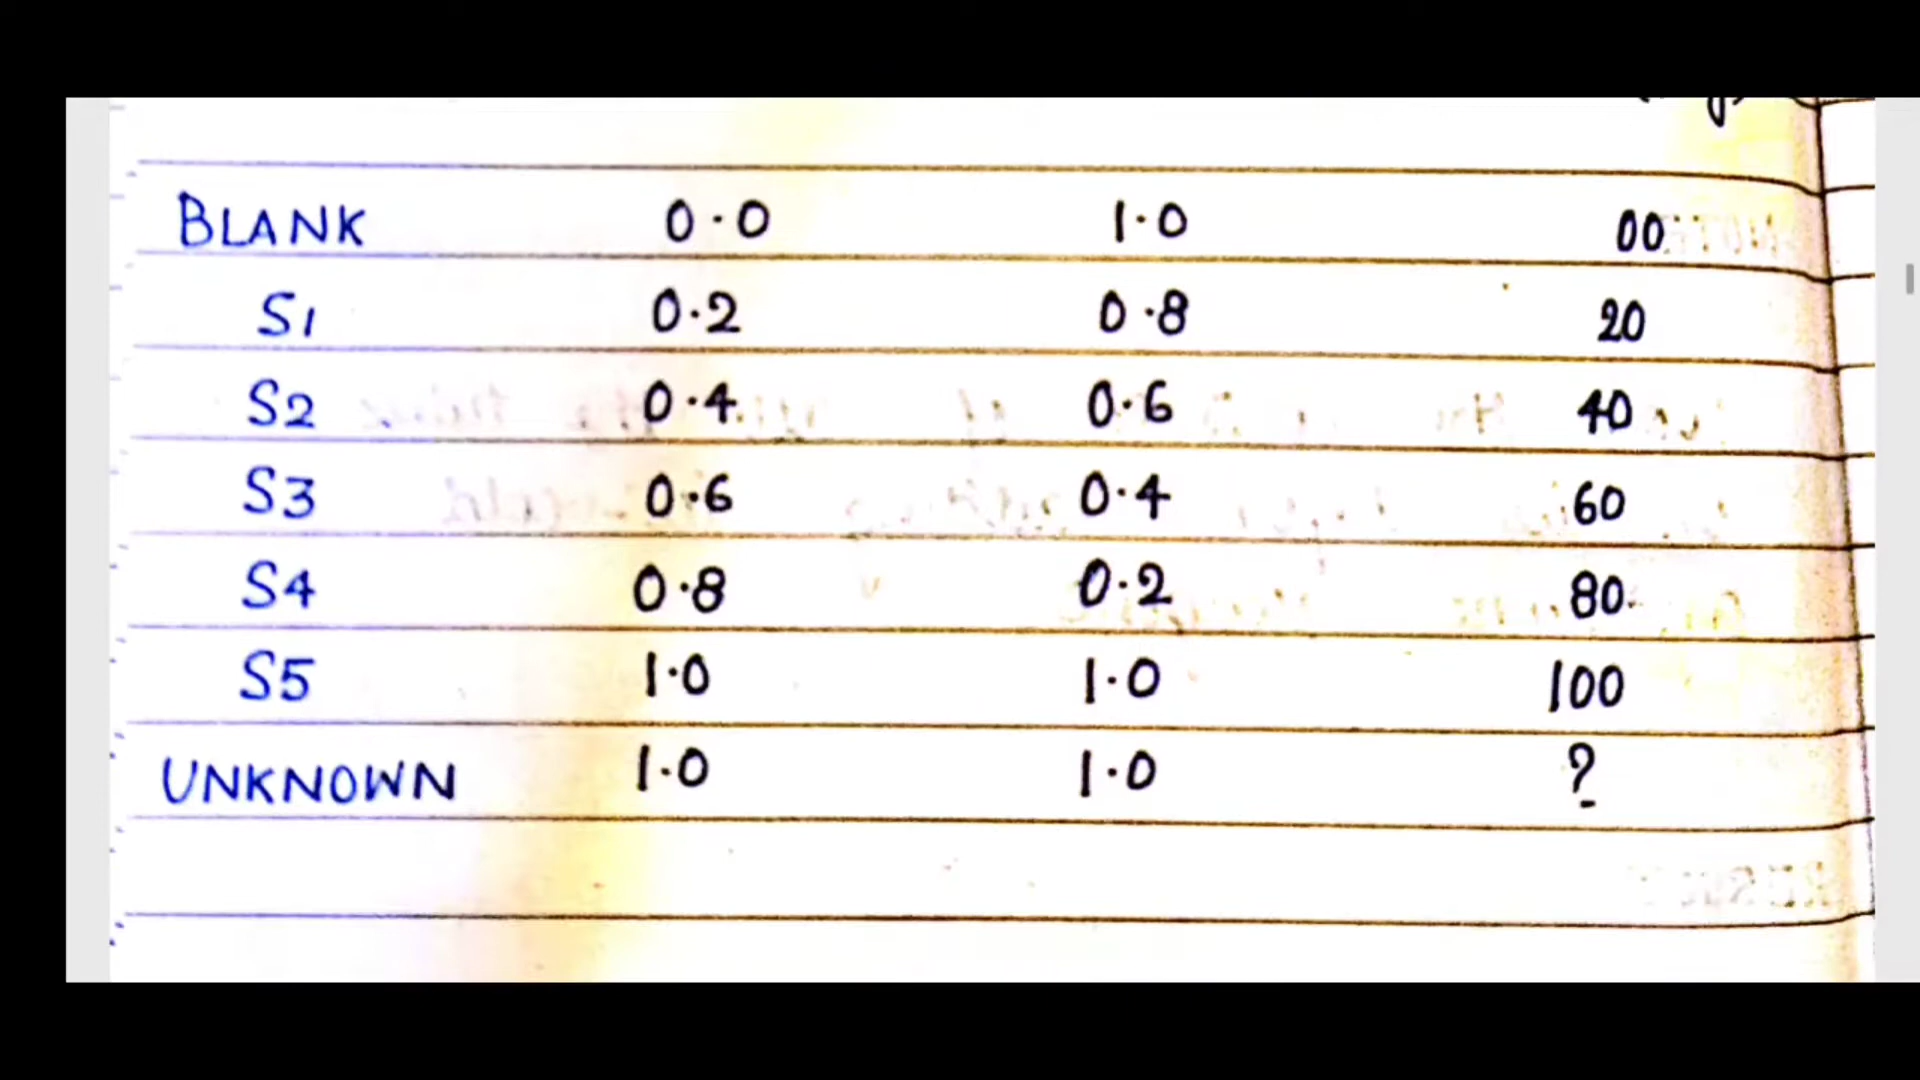 BLANK 0.0 1.0 00
S1 0.2 0.8 20
S2 0.4 0.6 40
S3 0.6 0.4 60
S4 0.8 0.2 80
S5 1.0 1.0 100
UNKNOWN 1.0 1.0 ?